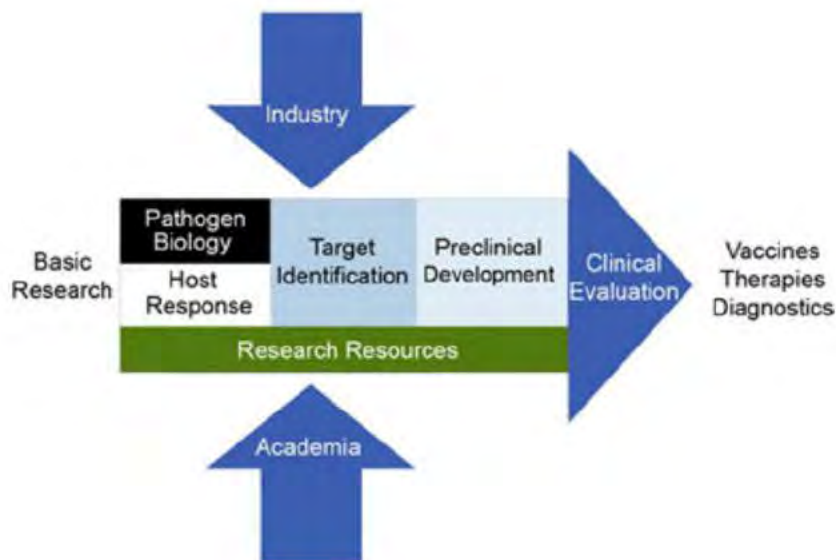 Industry
Pathogen
Biology
Host
Response
Basic
Research
Target
Identification
Preclinical
Development
Clinical
Evaluation
Vaccines
Therapies
Diagnostics
Research Resources
Academia